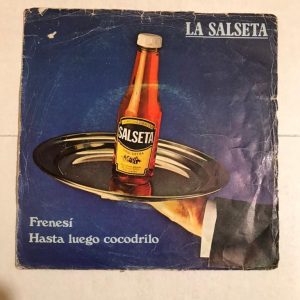 LA SALSETA
SALSETA
Frenesí
Hasta luego cocodrilo